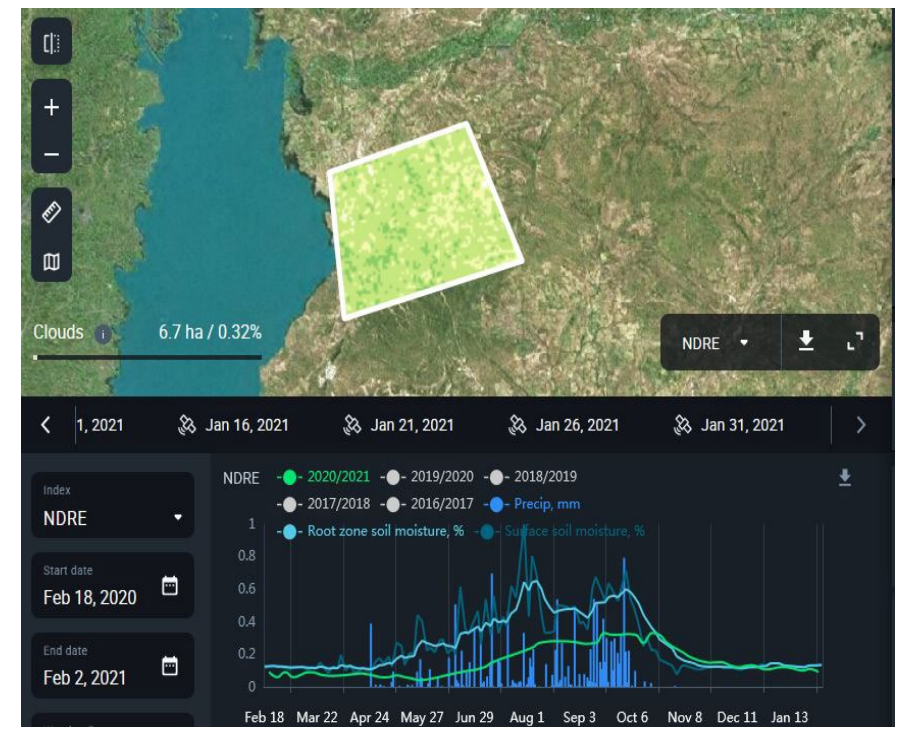 Clouds i 6.7 ha / 0.32%
NDRE
1, 2021 Jan 16, 2021 Jan 21, 2021 Jan 26, 2021 Jan 31, 2021
Index
NDRE
Start date
Feb 18, 2020
End date
Feb 2, 2021
NDRE 2020/2021 2019/2020 2018/2019
2017/2018 2016/2017 Precip, mm
Root zone soil moisture, % Surface soil moisture, %
1
0.8
0.6
0.4
0.2
0
Feb 18 Mar 22 Apr 24 May 27 Jun 29 Aug 1 Sep 3 Oct 6 Nov 8 Dec 11 Jan 13